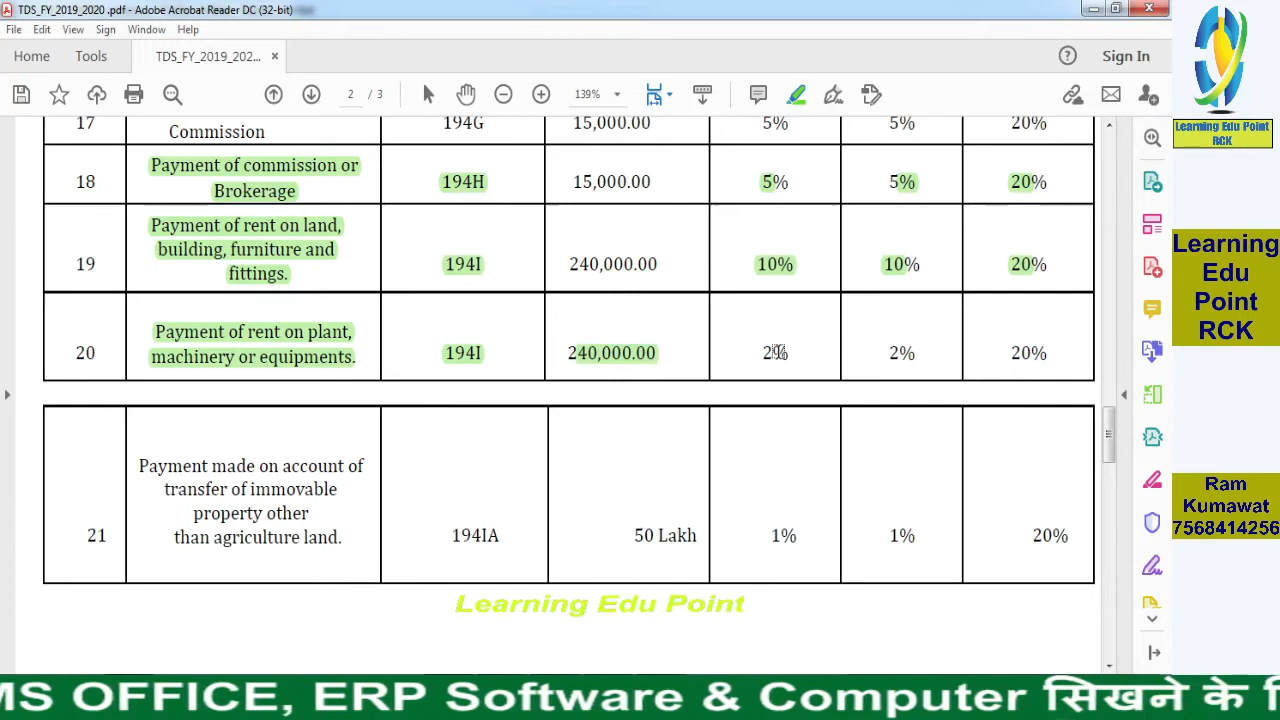 TDS_FY_2019_2020 .pdf - Adobe Acrobat Reader DC (32-bit)
File Edit View Sign Window Help
Home Tools TDS_FY_2019_202... × Sign In
2 / 3 139%
17 Commission 194G 15,000.00 5% 5% 20%
18 Payment of commission or
Brokerage 194H 15,000.00 5% 5% 20%
19 Payment of rent on land,
building, furniture and
fittings. 194I 240,000.00 10% 10% 20%
20 Payment of rent on plant,
machinery or equipments. 194I 240,000.00 2% 2% 20%
21 Payment made on account of
transfer of immovable
property other
than agriculture land. 194IA 50 Lakh 1% 1% 20%
Learning Edu Point
Learning Edu Point
RCK
Learning
Edu
Point
RCK
Ram
Kumawat
7568414256
MS OFFICE, ERP Software & Computer सिखने के